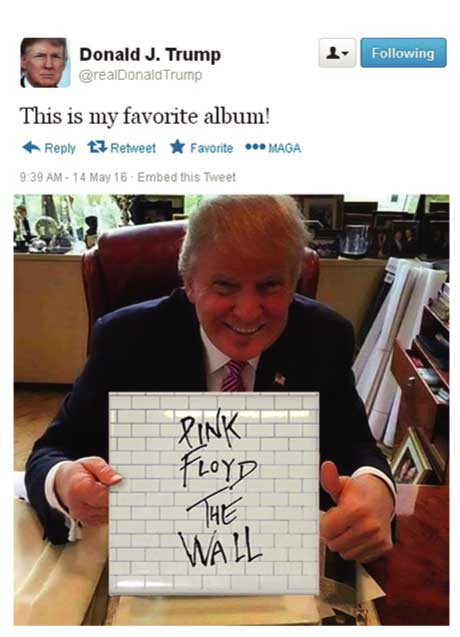 Donald J. Trump
Following
@realDonaldTrump
This is my favorite album!
Reply Retweet Favorite MAGA
9:39 AM - 14 May 16 · Embed this Tweet
PINK
FLOYD
THE
WALL